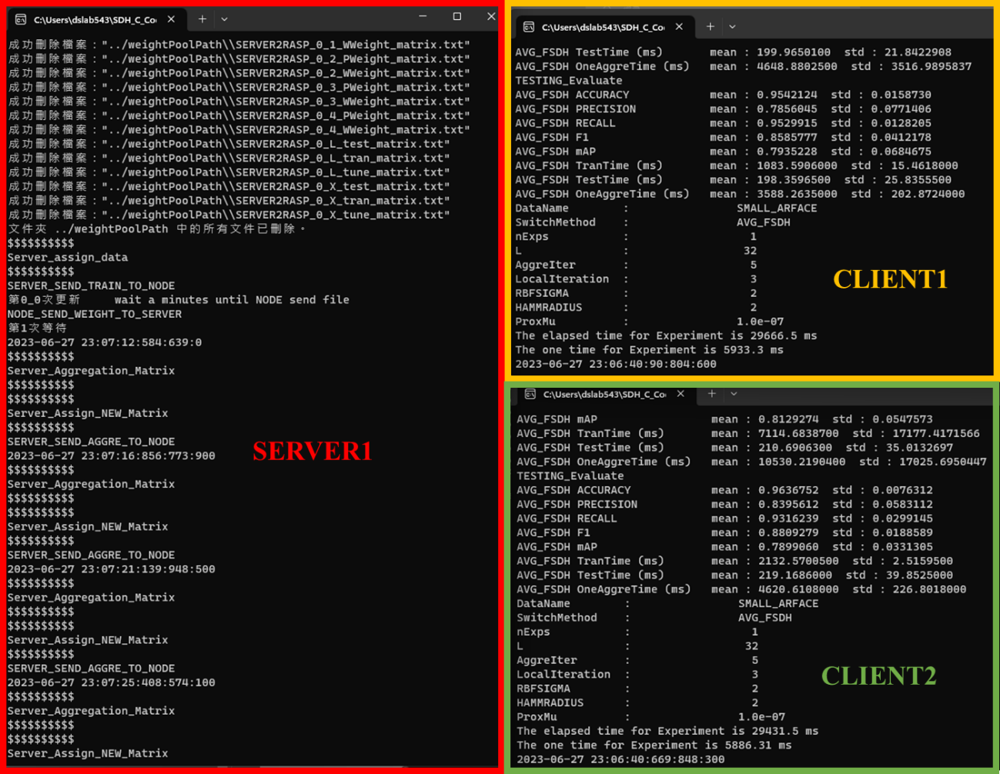 C:\Users\dslab543\SDH_C_Co
成功刪除檔案："../weightPoolPath\\SERVER2RASP_0_1_WWeight_matrix.txt"
成功刪除檔案："../weightPoolPath\\SERVER2RASP_0_2_PWeight_matrix.txt"
成功刪除檔案："../weightPoolPath\\SERVER2RASP_0_2_WWeight_matrix.txt"
成功刪除檔案："../weightPoolPath\\SERVER2RASP_0_3_PWeight_matrix.txt"
成功刪除檔案："../weightPoolPath\\SERVER2RASP_0_3_WWeight_matrix.txt"
成功刪除檔案："../weightPoolPath\\SERVER2RASP_0_4_PWeight_matrix.txt"
成功刪除檔案："../weightPoolPath\\SERVER2RASP_0_4_WWeight_matrix.txt"
成功刪除檔案："../weightPoolPath\\SERVER2RASP_0_L_test_matrix.txt"
成功刪除檔案："../weightPoolPath\\SERVER2RASP_0_L_tran_matrix.txt"
成功刪除檔案："../weightPoolPath\\SERVER2RASP_0_L_tune_matrix.txt"
成功刪除檔案："../weightPoolPath\\SERVER2RASP_0_X_test_matrix.txt"
成功刪除檔案："../weightPoolPath\\SERVER2RASP_0_X_tran_matrix.txt"
成功刪除檔案："../weightPoolPath\\SERVER2RASP_0_X_tune_matrix.txt"
文件夾 ../weightPoolPath 中的所有文件已刪除。
$$$$$$$$$$
Server_assign_data
$$$$$$$$$$
SERVER_SEND_TRAIN_TO_NODE
第0_0次更新 wait a minutes until NODE send file
NODE_SEND_WEIGHT_TO_SERVER
第1次等待
2023-06-27 23:07:12:584:639:0
$$$$$$$$$$
Server_Aggregation_Matrix
$$$$$$$$$$
$$$$$$$$$$
Server_Assign_NEW_Matrix
$$$$$$$$$$
SERVER_SEND_AGGRE_TO_NODE
2023-06-27 23:07:16:856:773:900
$$$$$$$$$$
Server_Aggregation_Matrix
$$$$$$$$$$
$$$$$$$$$$
Server_Assign_NEW_Matrix
$$$$$$$$$$
SERVER_SEND_AGGRE_TO_NODE
2023-06-27 23:07:21:139:948:500
$$$$$$$$$$
Server_Aggregation_Matrix
$$$$$$$$$$
$$$$$$$$$$
Server_Assign_NEW_Matrix
$$$$$$$$$$
SERVER_SEND_AGGRE_TO_NODE
2023-06-27 23:07:25:408:574:100
$$$$$$$$$$
Server_Aggregation_Matrix
$$$$$$$$$$
$$$$$$$$$$
Server_Assign_NEW_Matrix
SERVER1
C:\Users\dslab543\SDH_C_Co
AVG_FSDH TestTime (ms) mean : 199.9650100 std : 21.8422908
AVG_FSDH OneAggreTime (ms) mean : 4648.8802500 std : 3516.9895837
TESTING_Evaluate
AVG_FSDH ACCURACY mean : 0.9542124 std : 0.0158730
AVG_FSDH PRECISION mean : 0.7856045 std : 0.0771406
AVG_FSDH RECALL mean : 0.9529915 std : 0.0128205
AVG_FSDH F1 mean : 0.8585777 std : 0.0412178
AVG_FSDH mAP mean : 0.7935228 std : 0.0684675
AVG_FSDH TranTime (ms) mean : 1083.5906000 std : 15.4618000
AVG_FSDH TestTime (ms) mean : 198.3596500 std : 25.8355500
AVG_FSDH OneAggreTime (ms) mean : 3588.2635000 std : 202.8724000
DataName : SMALL_ARFACE
SwitchMethod : AVG_FSDH
nExps : 1
L : 32
AggreIter : 5
LocalIteration : 3
RBFSIGMA : 2
HAMMRADIUS : 2
ProxMu : 1.0e-07
The elapsed time for Experiment is 29666.5 ms
The one time for Experiment is 5933.3 ms
2023-06-27 23:06:40:90:804:600
CLIENT1
C:\Users\dslab543\SDH_C_Co
AVG_FSDH mAP mean : 0.8129274 std : 0.0547573
AVG_FSDH TranTime (ms) mean : 7114.6838700 std : 17177.4171566
AVG_FSDH TestTime (ms) mean : 210.6906300 std : 35.0132697
AVG_FSDH OneAggreTime (ms) mean : 10530.2190400 std : 17025.6950447
TESTING_Evaluate
AVG_FSDH ACCURACY mean : 0.9636752 std : 0.0076312
AVG_FSDH PRECISION mean : 0.8395612 std : 0.0583112
AVG_FSDH RECALL mean : 0.9316239 std : 0.0299145
AVG_FSDH F1 mean : 0.8809279 std : 0.0188589
AVG_FSDH mAP mean : 0.7899060 std : 0.0331305
AVG_FSDH TranTime (ms) mean : 2132.5700500 std : 2.5159500
AVG_FSDH TestTime (ms) mean : 219.1686000 std : 39.8525000
AVG_FSDH OneAggreTime (ms) mean : 4620.6108000 std : 226.8018000
DataName : SMALL_ARFACE
SwitchMethod : AVG_FSDH
nExps : 1
L : 32
AggreIter : 5
LocalIteration : 3
RBFSIGMA : 2
HAMMRADIUS : 2
ProxMu : 1.0e-07
The elapsed time for Experiment is 29431.5 ms
The one time for Experiment is 5886.31 ms
2023-06-27 23:06:40:669:848:300
CLIENT2